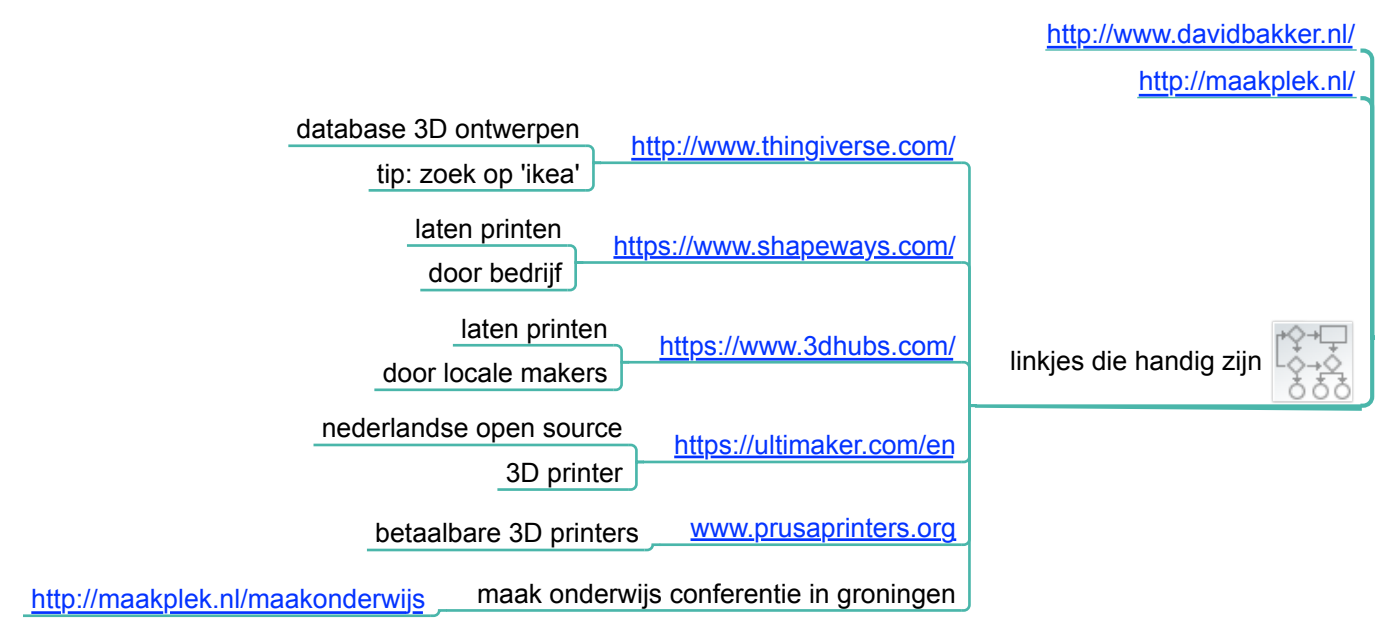 http://www.davidbakker.nl/
http://maakplek.nl/
database 3D ontwerpen
tip: zoek op 'ikea'
http://www.thingiverse.com/
laten printen
door bedrijf
https://www.shapeways.com/
laten printen
door locale makers
https://www.3dhubs.com/
linkjes die handig zijn
nederlandse open source
3D printer
https://ultimaker.com/en
betaalbare 3D printers
www.prusaprinters.org
http://maakplek.nl/maakonderwijs
maak onderwijs conferentie in groningen